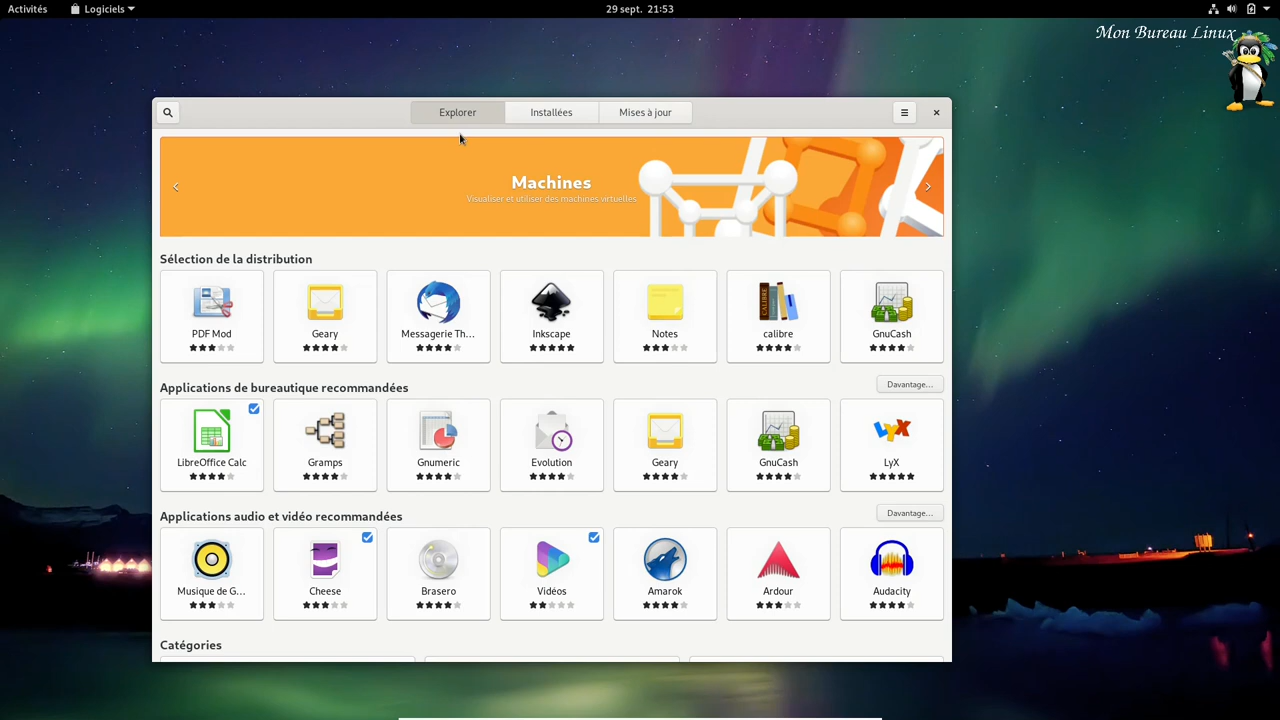 Activités
Logiciels
29 sept. 21:53
Mon Bureau Linux
Explorer
Installées
Mises à jour
Machines
Visualiser et utiliser des machines virtuelles
Sélection de la distribution
PDF Mod
Geary
Messagerie Th...
Inkscape
Notes
CALIBRE
calibre
GnuCash
Applications de bureautique recommandées
Davantage...
LibreOffice Calc
Gramps
Gnumeric
Evolution
Geary
GnuCash
LYX
LyX
Applications audio et vidéo recommandées
Davantage...
Musique de G...
Cheese
Brasero
Vidéos
Amarok
Ardour
Audacity
Catégories